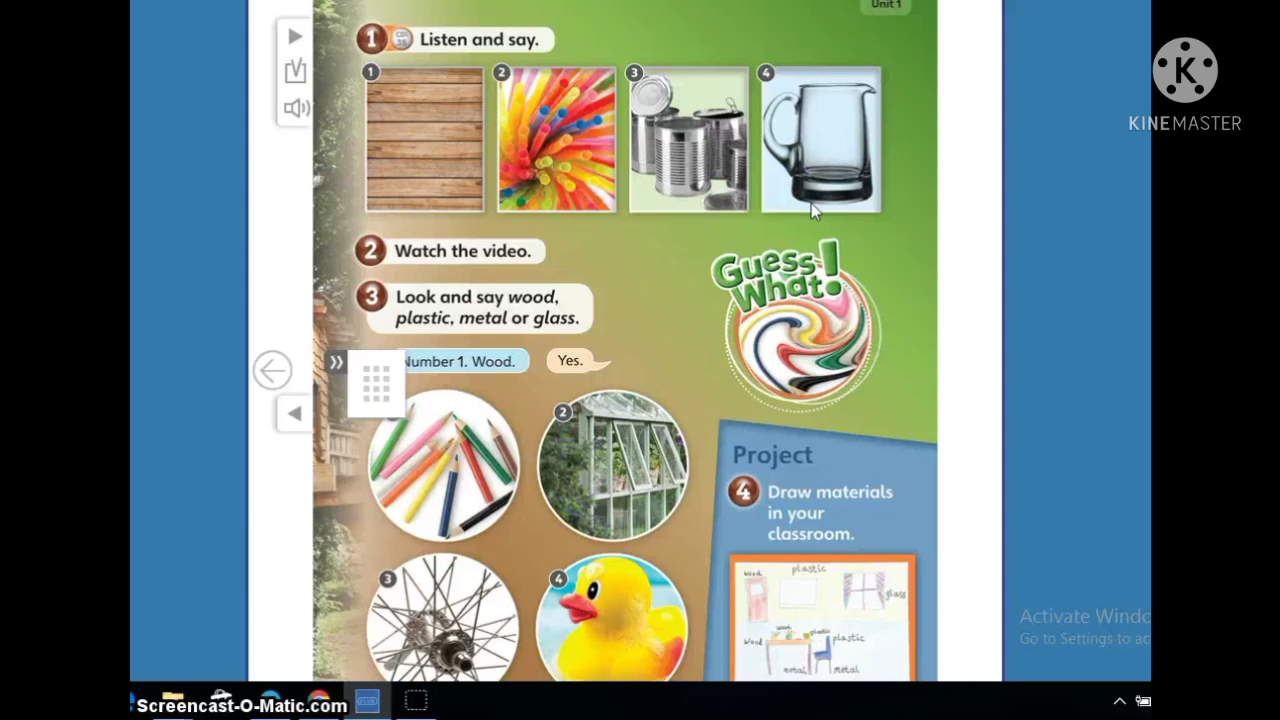 Unit 1
1 CD1 39 Listen and say.
1 2 3 4
KINEMASTER
2 Watch the video.
Guess What!
3 Look and say wood,
plastic, metal or glass.
Number 1. Wood.
Yes.
2
Project
4 Draw materials
in your
classroom.
3 4
wood plastic
glass
wood
wood plastic plastic
metal metal
Activate Windo
Go to Settings to ac
Screencast-O-Matic.com